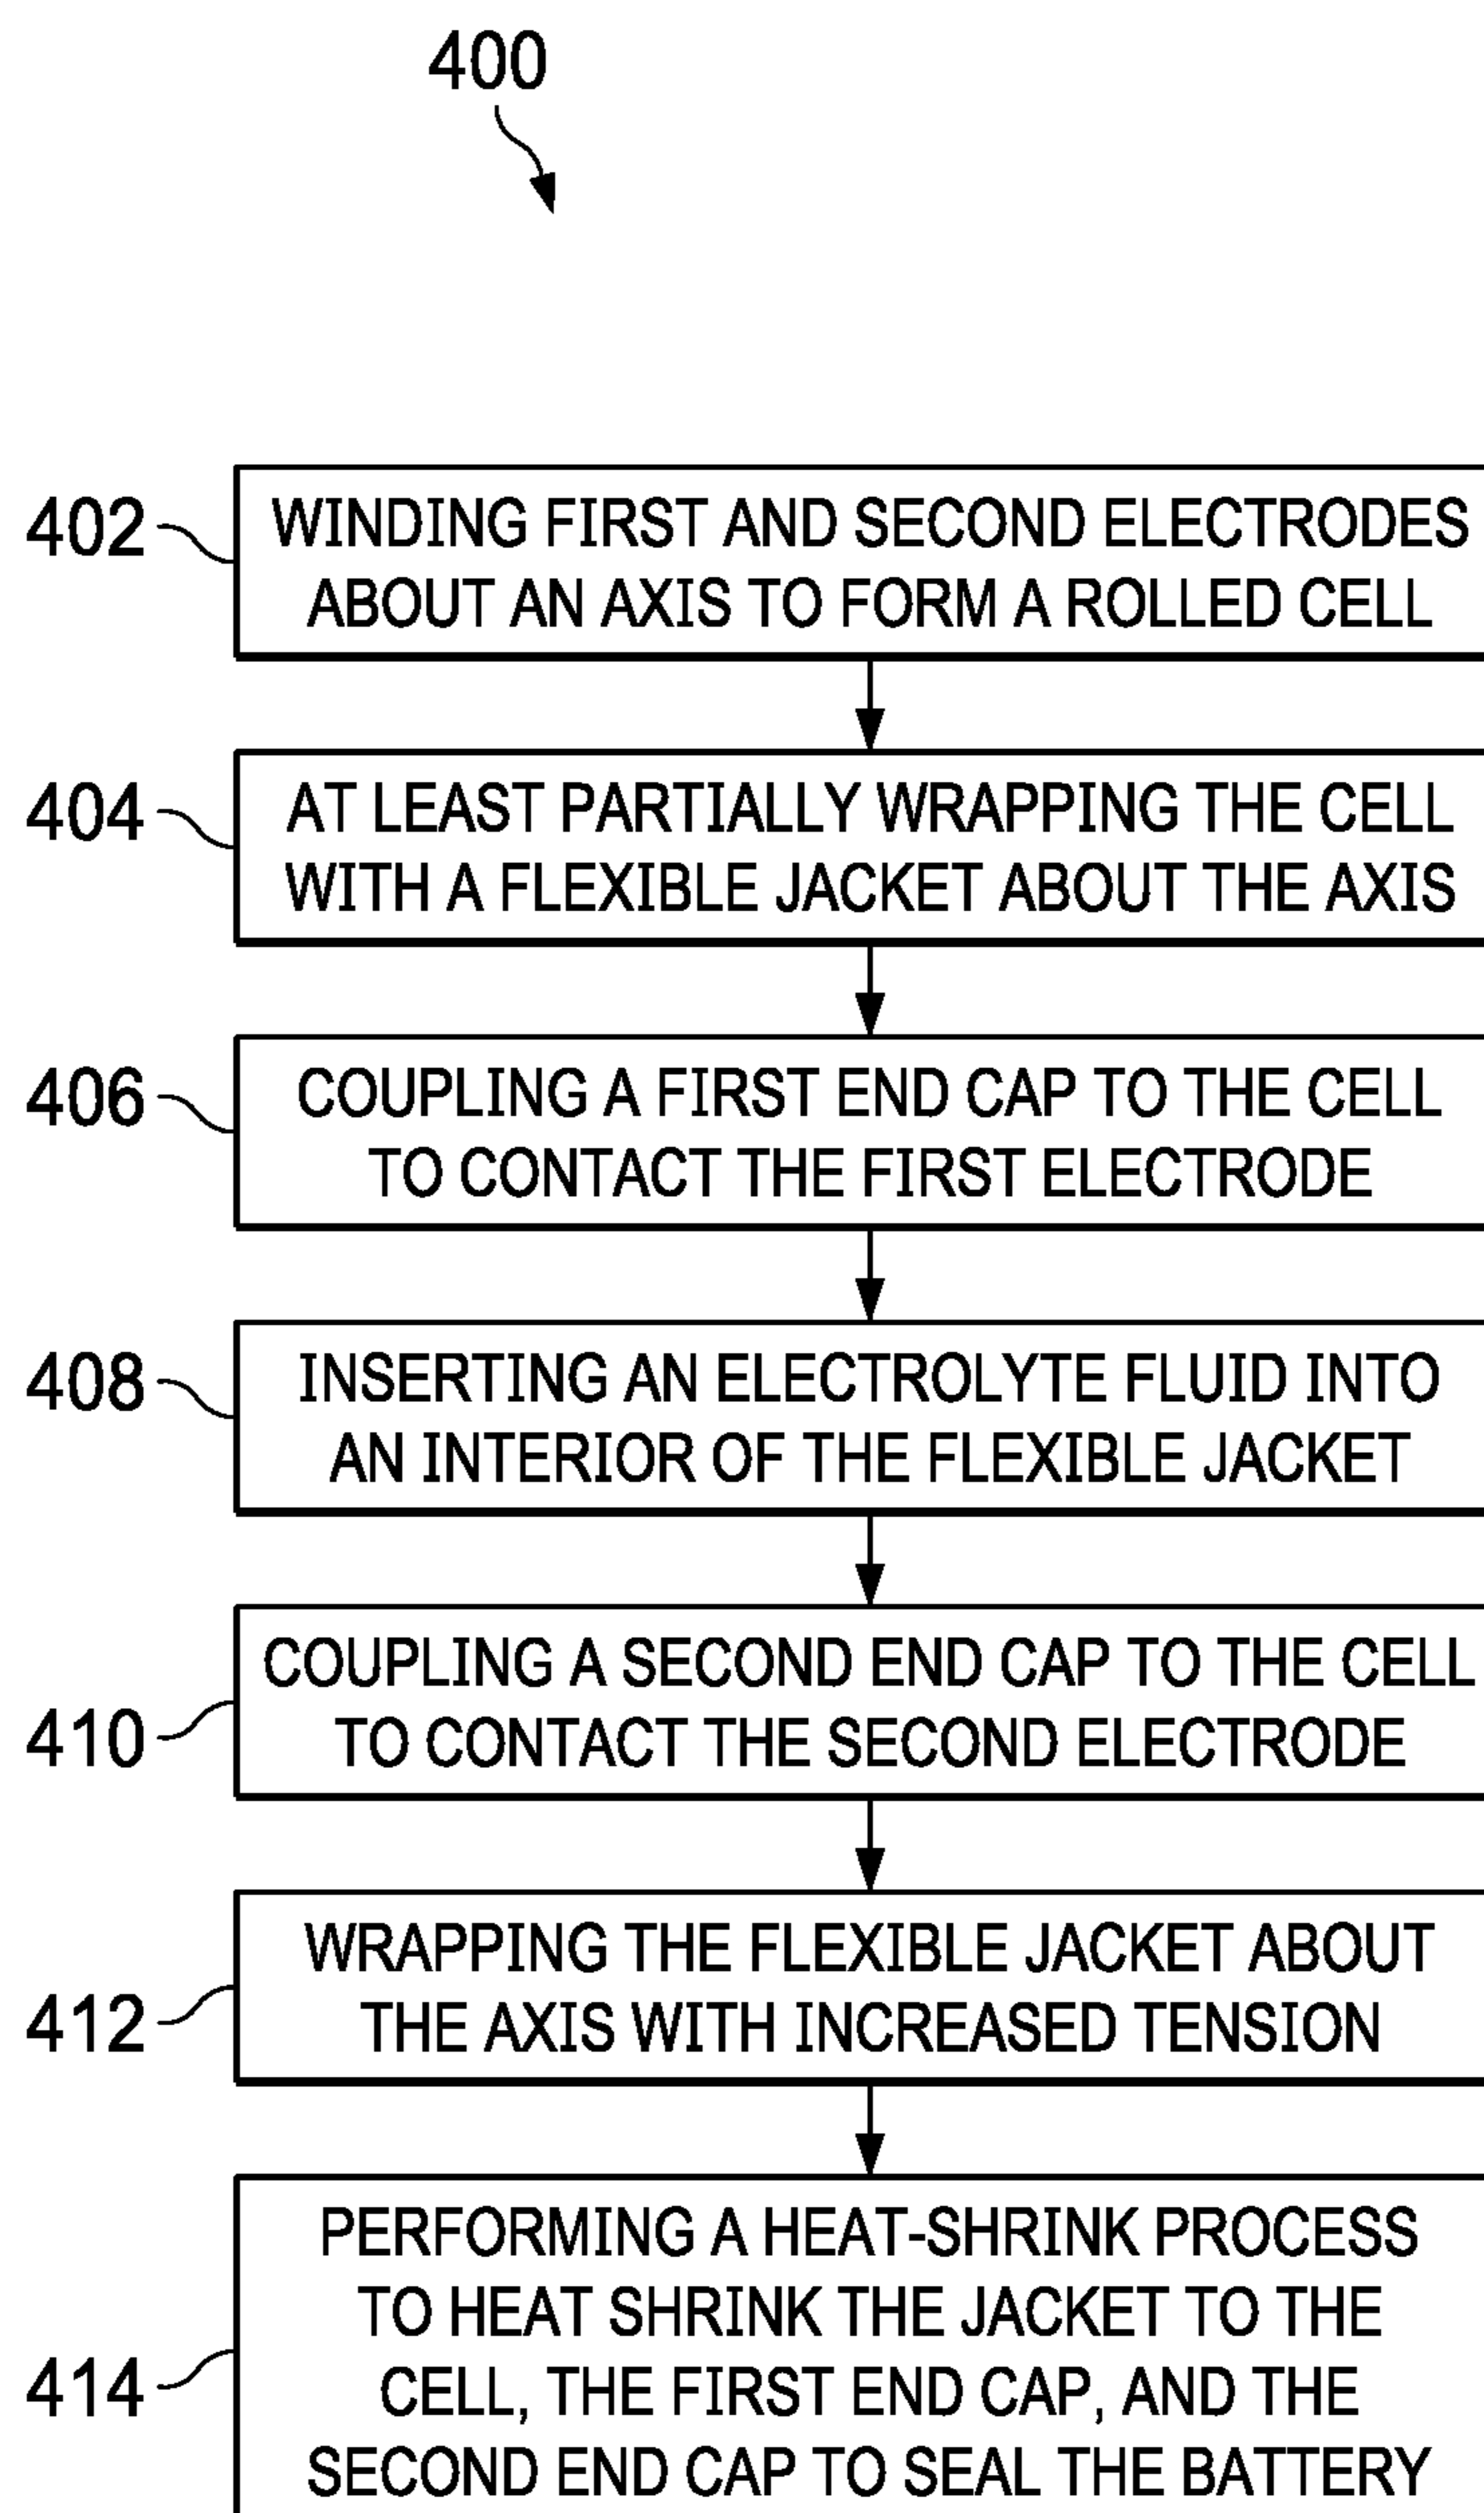 400
402
WINDING FIRST AND SECOND ELECTRODES
ABOUT AN AXIS TO FORM A ROLLED CELL
404
AT LEAST PARTIALLY WRAPPING THE CELL
WITH A FLEXIBLE JACKET ABOUT THE AXIS
406
COUPLING A FIRST END CAP TO THE CELL
TO CONTACT THE FIRST ELECTRODE
408
INSERTING AN ELECTROLYTE FLUID INTO
AN INTERIOR OF THE FLEXIBLE JACKET
410
COUPLING A SECOND END CAP TO THE CELL
TO CONTACT THE SECOND ELECTRODE
412
WRAPPING THE FLEXIBLE JACKET ABOUT
THE AXIS WITH INCREASED TENSION
414
PERFORMING A HEAT-SHRINK PROCESS
TO HEAT SHRINK THE JACKET TO THE
CELL, THE FIRST END CAP, AND THE
SECOND END CAP TO SEAL THE BATTERY